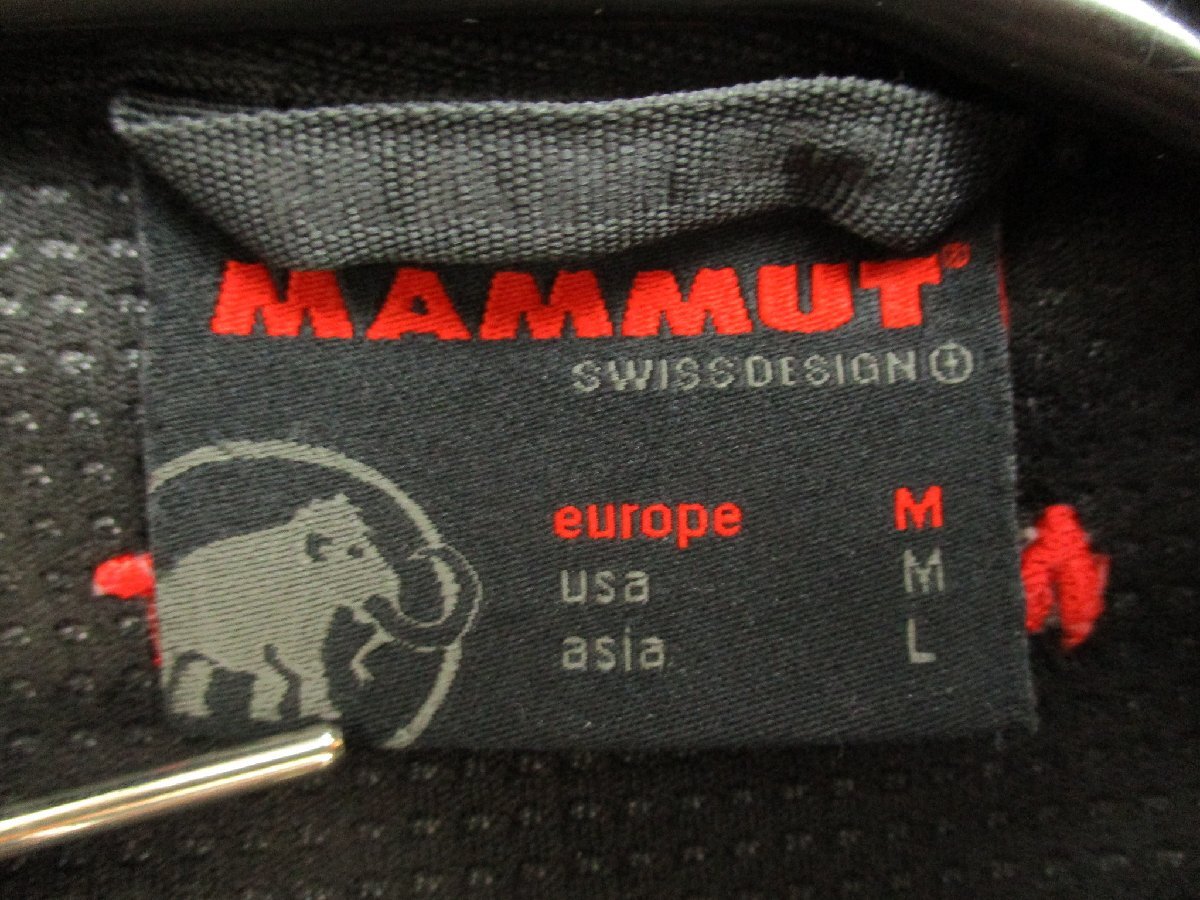 MAMMUT®
SWISSDESIGN
europe M
usa M
asia L